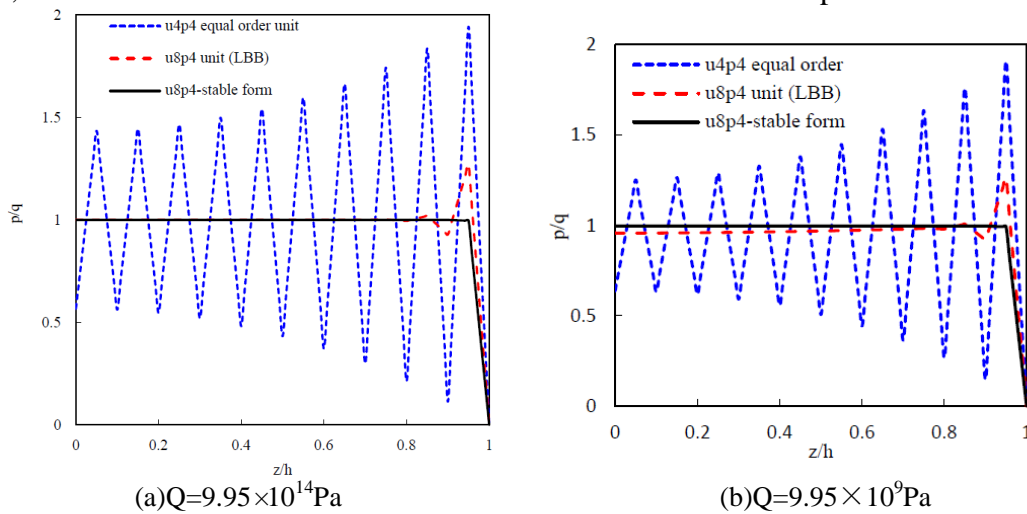 2
u4p4 equal order unit
u8p4 unit (LBB)
u8p4-stable form
1.5
p/q
1
0.5
0
0 0.2 0.4 0.6 0.8 1
z/h
(a)Q=9.95×10¹⁴Pa
2
u4p4 equal order
u8p4 unit (LBB)
u8p4-stable form
1.5
p/q
1
0.5
0
0 0.2 0.4 0.6 0.8 1
z/h
(b)Q=9.95×10⁹Pa